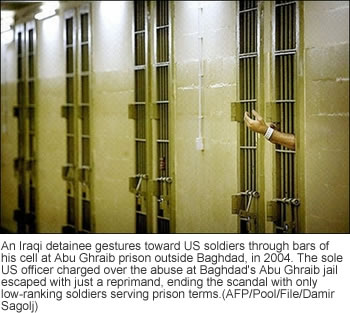 An Iraqi detainee gestures toward US soldiers through bars of
his cell at Abu Ghraib prison outside Baghdad, in 2004. The sole
US officer charged over the abuse at Baghdad's Abu Ghraib jail
escaped with just a reprimand, ending the scandal with only
low-ranking soldiers serving prison terms.(AFP/Pool/File/Damir
Sagolj)